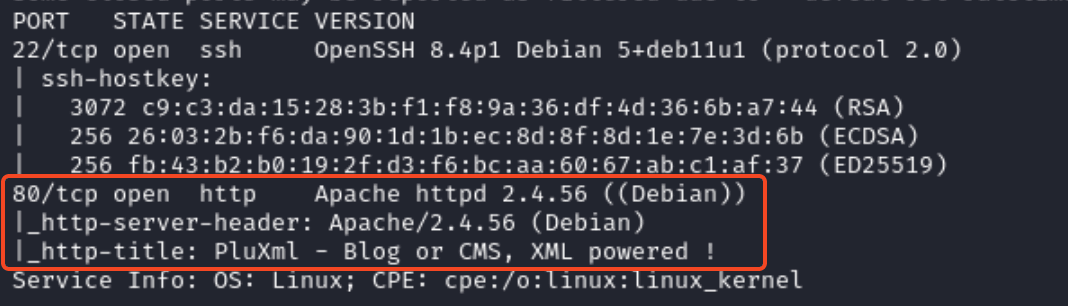 PORT   STATE SERVICE VERSION
22/tcp open  ssh     OpenSSH 8.4p1 Debian 5+deb11u1 (protocol 2.0)
| ssh-hostkey:
|   3072 c9:c3:da:15:28:3b:f1:f8:9a:36:df:4d:36:6b:a7:44 (RSA)
|   256 26:03:2b:f6:da:90:1d:1b:ec:8d:8f:8d:1e:7e:3d:6b (ECDSA)
|   256 fb:43:b2:b0:19:2f:d3:f6:bc:aa:60:67:ab:c1:af:37 (ED25519)
80/tcp open  http    Apache httpd 2.4.56 ((Debian))
|_http-server-header: Apache/2.4.56 (Debian)
|_http-title: PluXml - Blog or CMS, XML powered !
Service Info: OS: Linux; CPE: cpe:/o:linux:linux_kernel